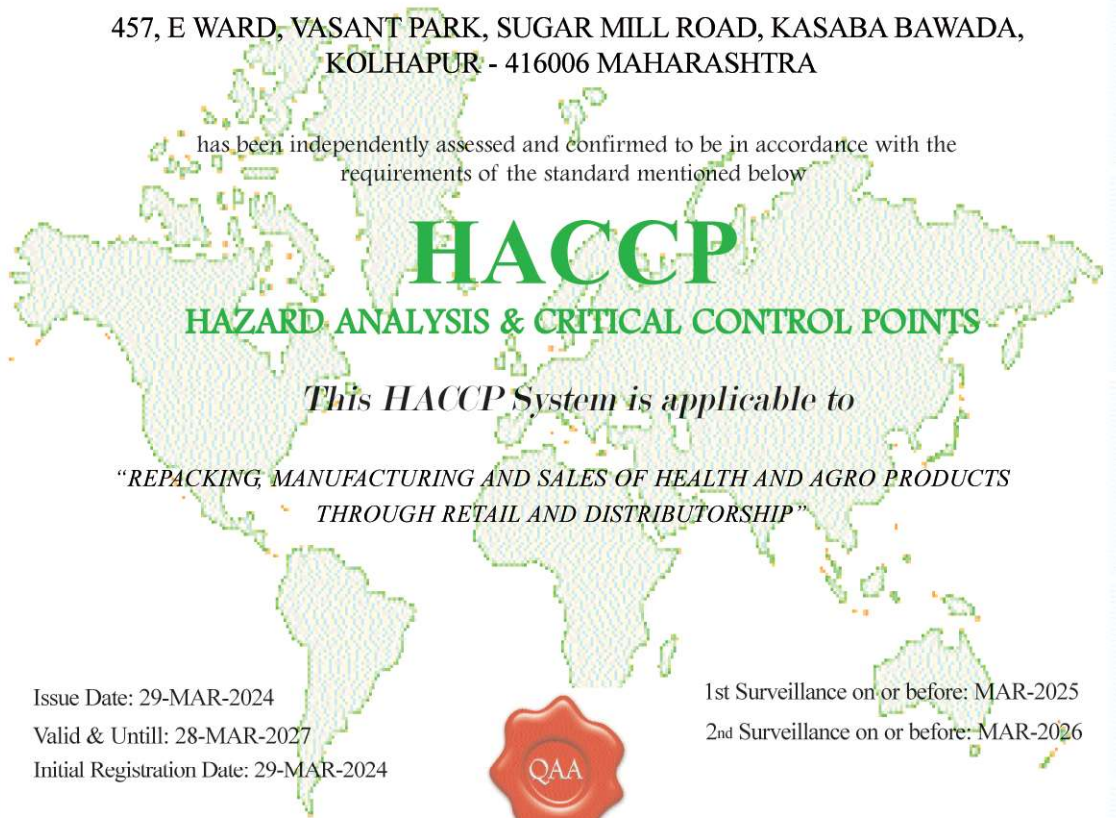 457, E WARD, VASANT PARK, SUGAR MILL ROAD, KASABA BAWADA,
KOLHAPUR - 416006 MAHARASHTRA
has been independently assessed and confirmed to be in accordance with the
requirements of the standard mentioned below
HACCP
HAZARD ANALYSIS & CRITICAL CONTROL POINTS
This HACCP System is applicable to
“REPACKING, MANUFACTURING AND SALES OF HEALTH AND AGRO PRODUCTS
THROUGH RETAIL AND DISTRIBUTORSHIP”
Issue Date: 29-MAR-2024
Valid & Untill: 28-MAR-2027
Initial Registration Date: 29-MAR-2024
1st Surveillance on or before: MAR-2025
2nd Surveillance on or before: MAR-2026
QAA